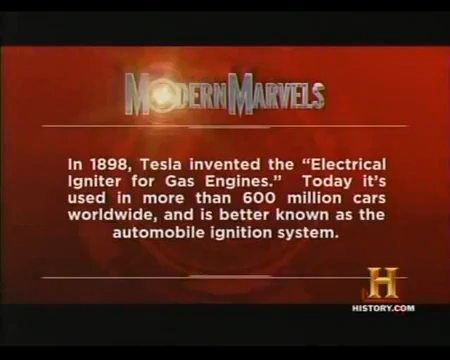 MODERN MARVELS
In 1898, Tesla invented the “Electrical
Igniter for Gas Engines.” Today it’s
used in more than 600 million cars
worldwide, and is better known as the
automobile ignition system.
H
HISTORY.COM